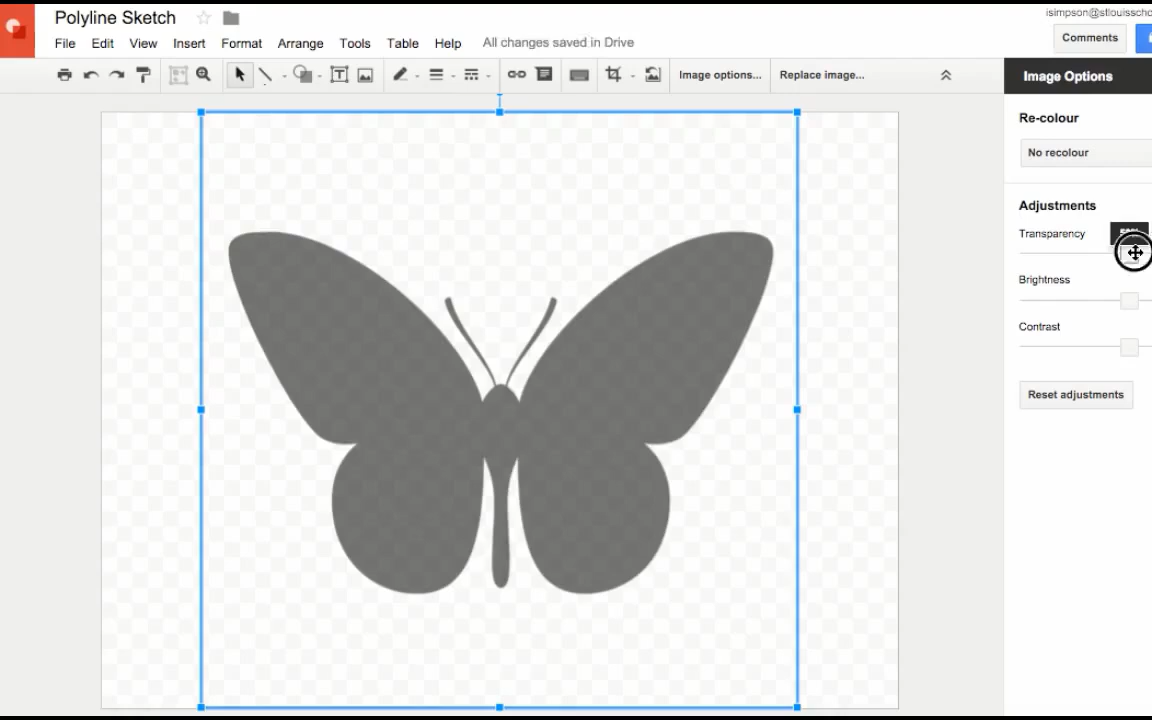 Polyline Sketch
isimpson@stlouisscho
File Edit View Insert Format Arrange Tools Table Help All changes saved in Drive
Comments
Image options... Replace image...
Image Options
Re-colour
No recolour
Adjustments
Transparency
Brightness
Contrast
Reset adjustments